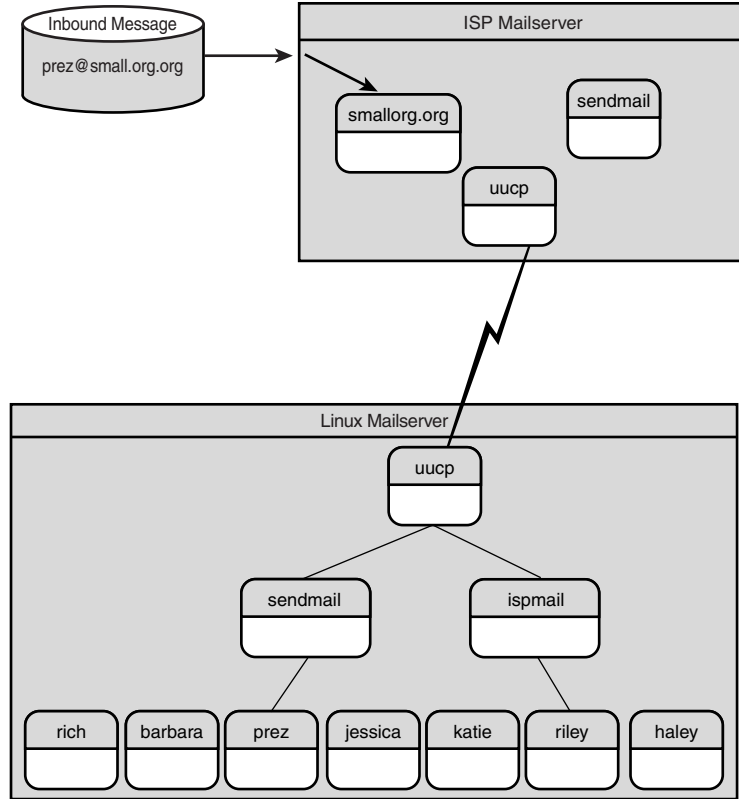 Inbound Message
prez@small.org.org
ISP Mailserver
smallorg.org
sendmail
uucp
Linux Mailserver
uucp
sendmail
ispmail
rich
barbara
prez
jessica
katie
riley
haley